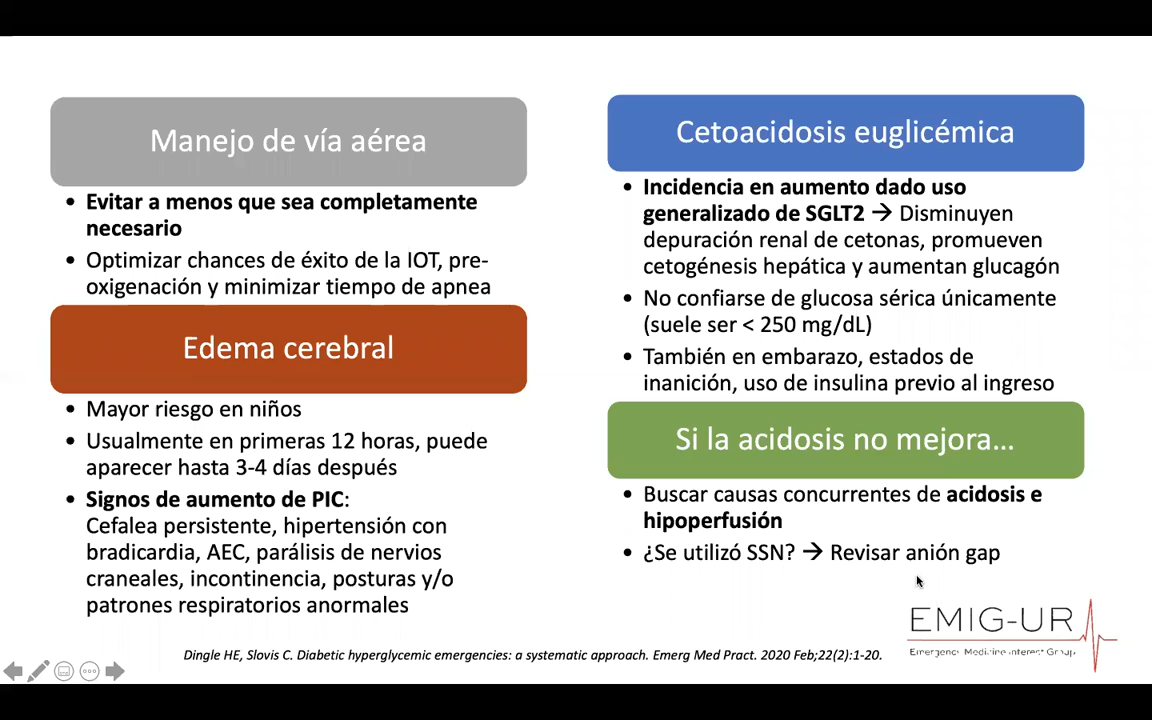 Manejo de vía aérea
• Evitar a menos que sea completamente
necesario
• Optimizar chances de éxito de la IOT, pre-
oxigenación y minimizar tiempo de apnea
Edema cerebral
• Mayor riesgo en niños
• Usualmente en primeras 12 horas, puede
aparecer hasta 3-4 días después
• Signos de aumento de PIC:
Cefalea persistente, hipertensión con
bradicardia, AEC, parálisis de nervios
craneales, incontinencia, posturas y/o
patrones respiratorios anormales
Cetoacidosis euglicémica
• Incidencia en aumento dado uso
generalizado de SGLT2 → Disminuyen
depuración renal de cetonas, promueven
cetogénesis hepática y aumentan glucagón
• No confiarse de glucosa sérica únicamente
(suele ser < 250 mg/dL)
• También en embarazo, estados de
inanición, uso de insulina previo al ingreso
Si la acidosis no mejora...
• Buscar causas concurrentes de acidosis e
hipoperfusión
• ¿Se utilizó SSN? → Revisar anión gap
EMIG-UR
Emergency Medicine Interest Group
Dingle HE, Slovis C. Diabetic hyperglycemic emergencies: a systematic approach. Emerg Med Pract. 2020 Feb;22(2):1-20.